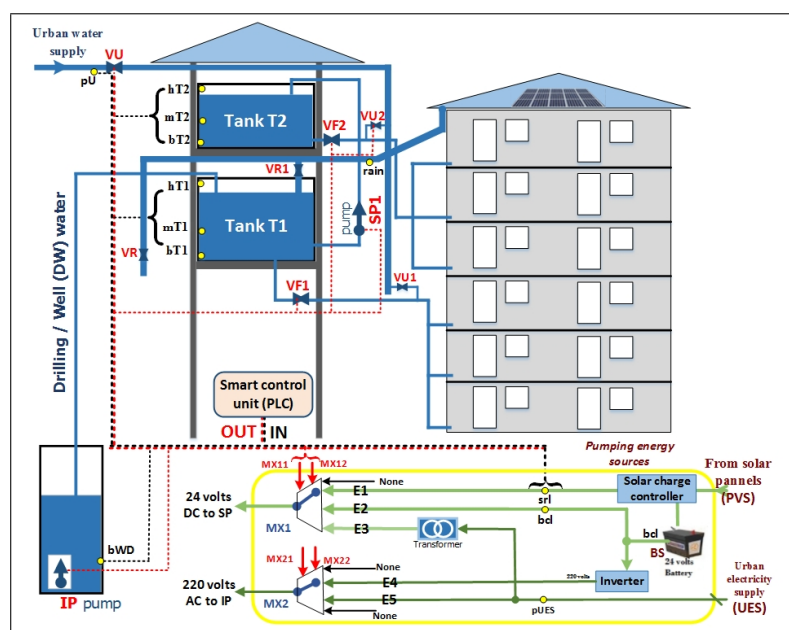 Urban water
supply
VU
pU
hT2
mT2
bT2
Tank T2
VF2
VU2
rain
VR1
hT1
mT1
bT1
Tank T1
pump
SP1
VR
VU1
VF1
Drilling / Well (DW) water
Smart control
unit (PLC)
OUT IN
Pumping energy
sources
MX11
MX12
None
24 volts
DC to SP
MX1
E1
E2
E3
srl
bcl
Solar charge
controller
From solar
pannels
(PVS)
Transformer
bcl
BS
24 volts
Battery
MX21
MX22
None
220 volts
AC to IP
MX2
E4
E5
None
220 volts
Inverter
pUES
Urban
electricity
supply
(UES)
bWD
IP pump